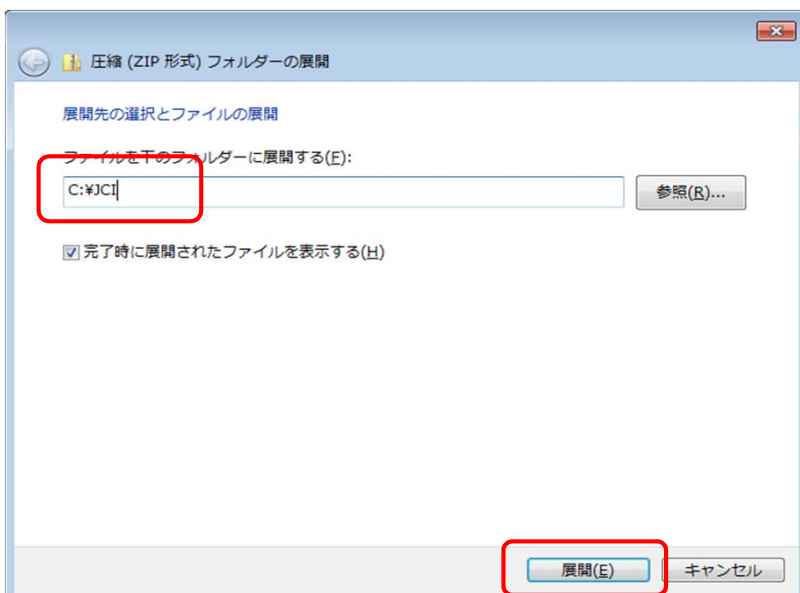 圧縮 (ZIP 形式) フォルダーの展開
展開先の選択とファイルの展開
ファイルを下のフォルダーに展開する(F):
C:¥JCI
参照(R)...
完了時に展開されたファイルを表示する(H)
展開(E)
キャンセル